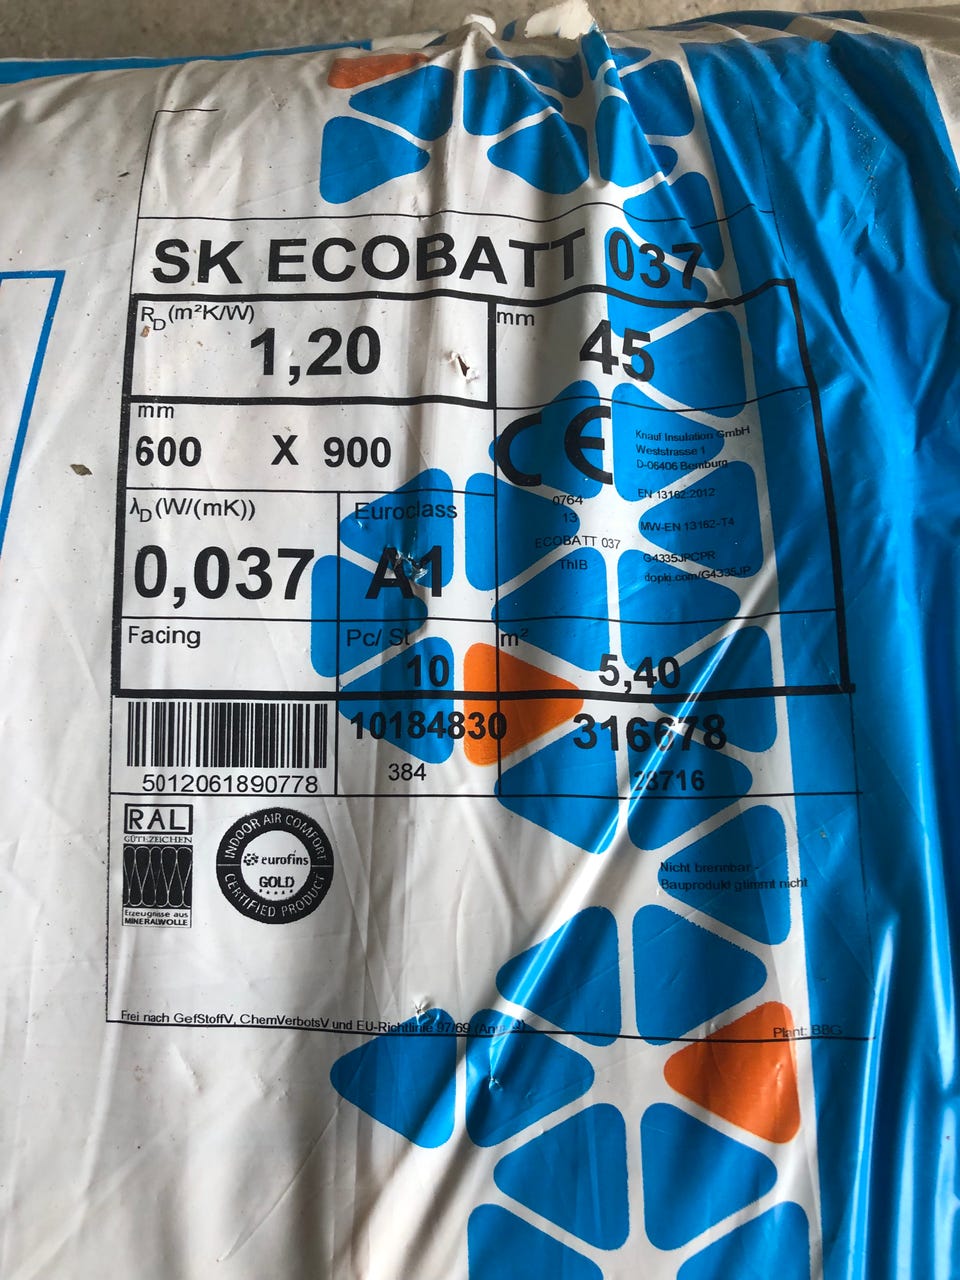 SK ECOBATT 037
RD(m²K/W)
1,20
mm
45
mm
600 X 900
CE
Knauf Insulation GmbH
Weststrasse 1
D-06406 Bernburg
0764
13
ECOBATT 037
ThIB
EN 13162:2012
MW-EN 13162-T4
G4335JPCPR
dopki.com/G4335JP
λD(W/(mK))
0,037
Euroclass
A1
Facing
Pc/ St
10
m²
5,40
5012061890778
10184830
384
316678
28716
RAL
GÜTEZEICHEN
Erzeugnisse aus
MINERALWOLLE
INDOOR AIR COMFORT
eurofins
GOLD
CERTIFIED PRODUCT
Nicht brennbar -
Bauprodukt glimmt nicht
Frei nach GefStoffV, ChemVerbotsV und EU-Richtlinie 97/69
Plant: BBG